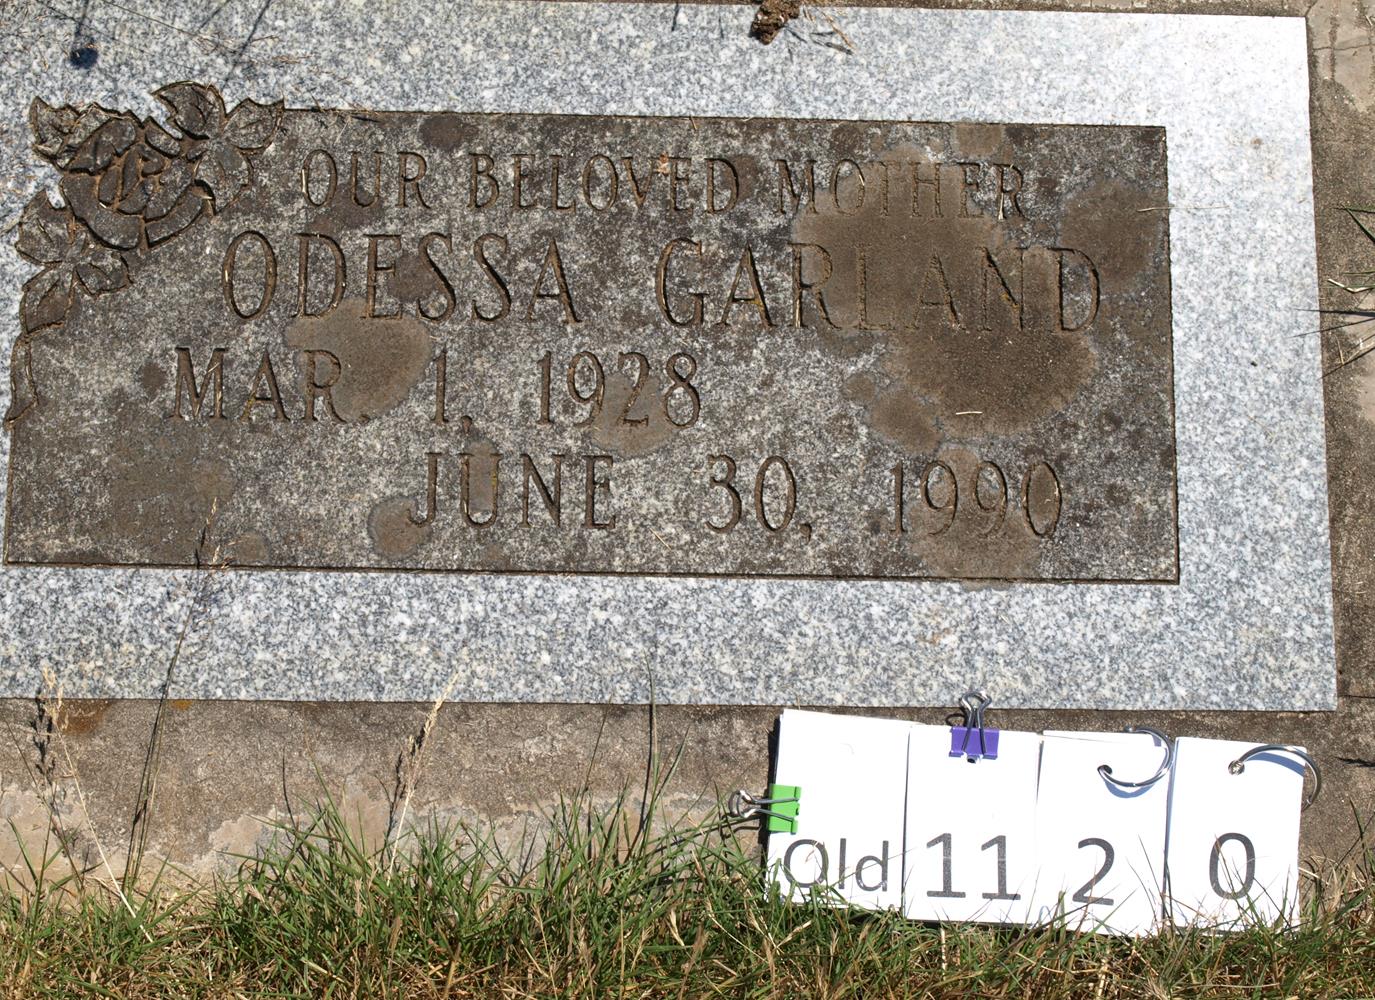 OUR BELOVED MOTHER
ODESSA GARLAND
MAR. 1, 1928
JUNE 30, 1990
Old 11 2 0